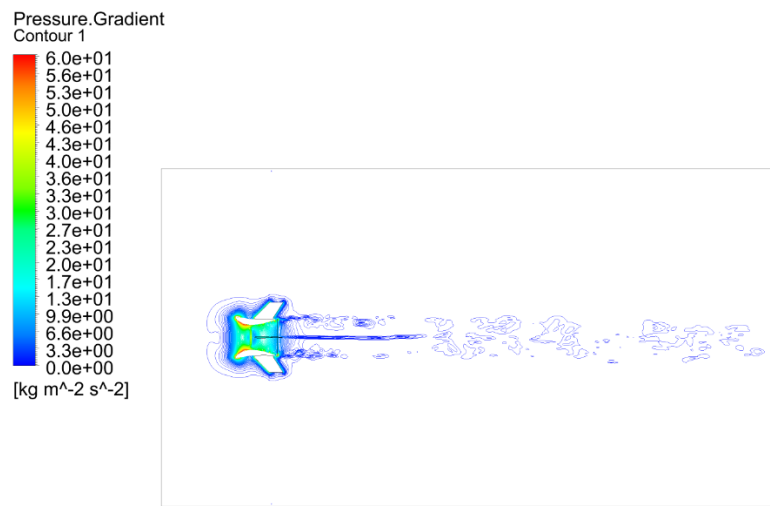 Pressure.Gradient
Contour 1
6.0e+01
5.6e+01
5.3e+01
5.0e+01
4.6e+01
4.3e+01
4.0e+01
3.6e+01
3.3e+01
3.0e+01
2.7e+01
2.3e+01
2.0e+01
1.7e+01
1.3e+01
9.9e+00
6.6e+00
3.3e+00
0.0e+00
[kg m^-2 s^-2]